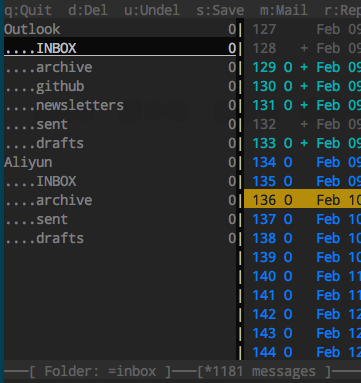 q:Quit d:Del u:Undel s:Save m:Mail r:Rep
Outlook 127 Feb 09
....INBOX 0| 128 + Feb 09
....archive 0| 129 O + Feb 09
....github 0| 130 O + Feb 09
....newsletters 0| 131 O + Feb 09
....sent 0| 132 + Feb 09
....drafts 0| 133 O + Feb 09
Aliyun 0| 134 O Feb 09
....INBOX 0| 135 O Feb 09
....archive 0| 136 O Feb 09
....sent 0| 137 O Feb 09
....drafts 0| 138 O Feb 10
| 139 O Feb 10
| 140 O Feb 11
| 141 O Feb 11
| 142 O Feb 12
| 143 O Feb 12
| 144 O Feb 12
---[ Folder: =inbox ]---[*1181 messages ]---